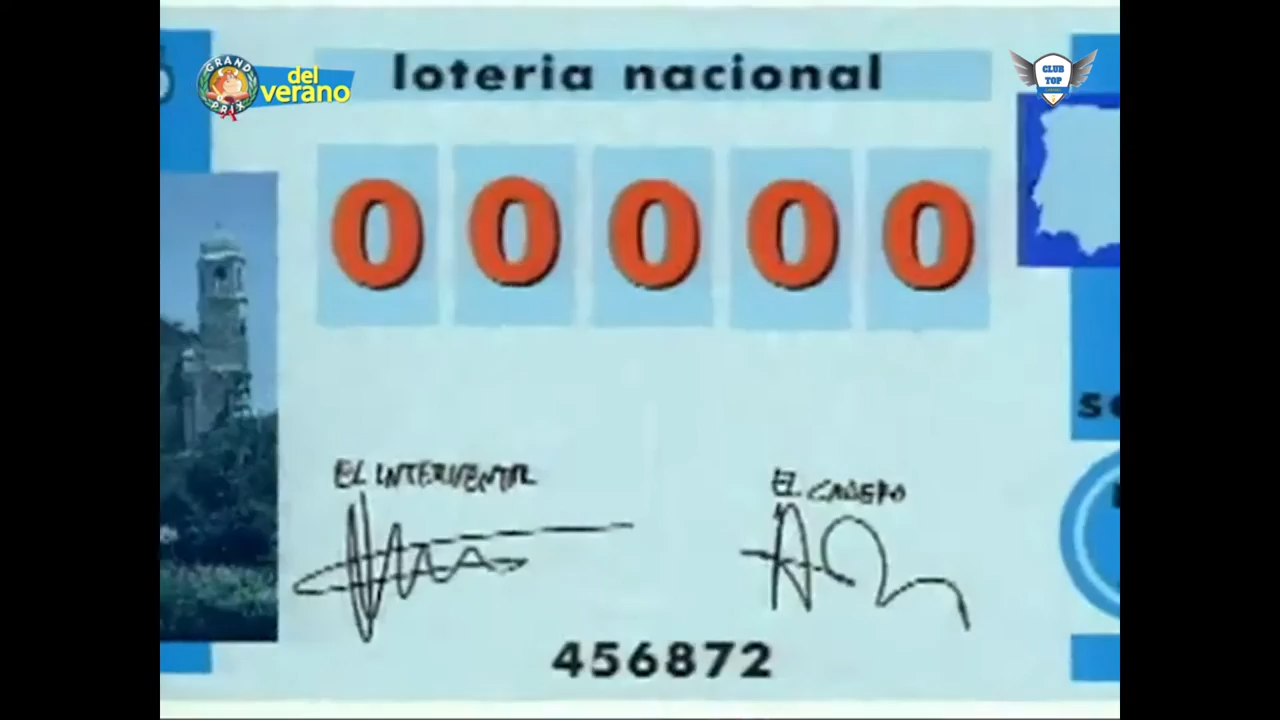 GRAND
PRIX
del
verano
loteria nacional
CLUB
TOP
00000
EL INTERVENTOR
EL CAJERO
456872